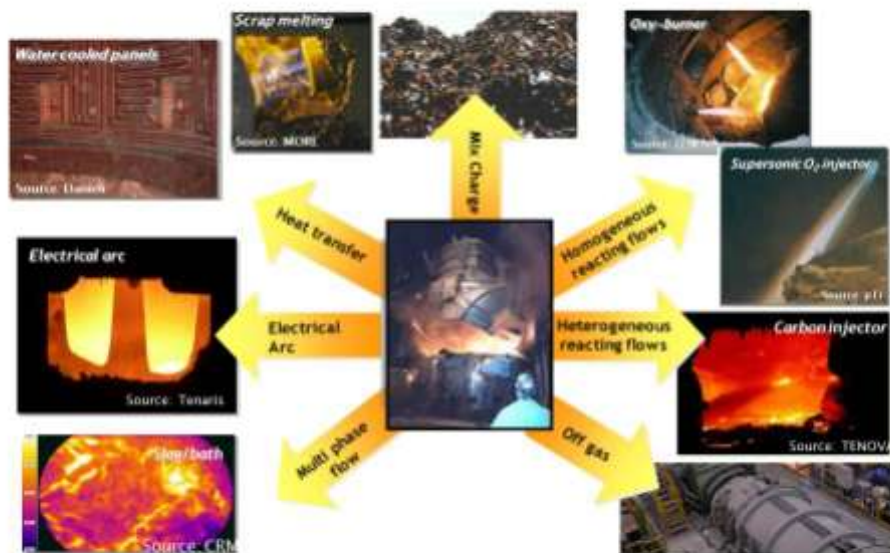 Scrap melting
Source: MORE
Oxy-burner
Water cooled panels
Source: Danieli
Supersonic O₂ injector
Mix Charge
Heat transfer
Homogeneous
reacting flows
Electrical arc
Source: Tenaris
Electrical
Arc
Heterogeneous
reacting flows
Carbon injector
Source: TENOVA
Multi phase
flow
Off gas
Slag/bath
Source: CRM